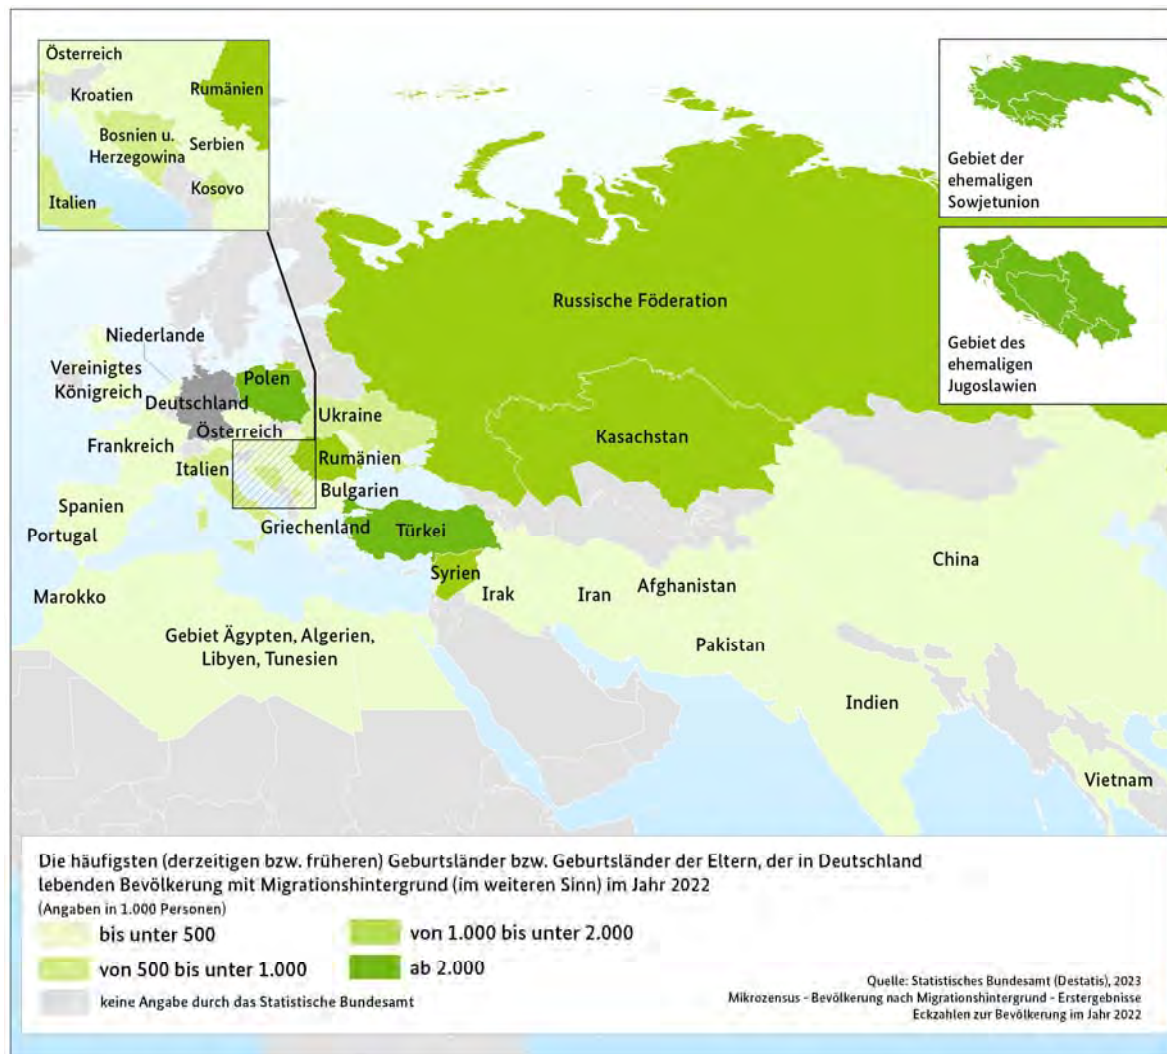 Österreich
Kroatien
Rumänien
Bosnien u.
Herzegowina
Serbien
Kosovo
Italien
Gebiet der
ehemaligen
Sowjetunion
Gebiet des
ehemaligen
Jugoslawien
Russische Föderation
Niederlande
Vereinigtes
Königreich
Polen
Deutschland
Ukraine
Österreich
Kasachstan
Frankreich
Italien
Rumänien
Bulgarien
Spanien
Griechenland
Türkei
Portugal
China
Syrien
Afghanistan
Marokko
Irak
Iran
Gebiet Ägypten, Algerien,
Libyen, Tunesien
Pakistan
Indien
Vietnam
Die häufigsten (derzeitigen bzw. früheren) Geburtsländer bzw. Geburtsländer der Eltern, der in Deutschland
lebenden Bevölkerung mit Migrationshintergrund (im weiteren Sinn) im Jahr 2022
(Angaben in 1.000 Personen)
bis unter 500
von 1.000 bis unter 2.000
von 500 bis unter 1.000
ab 2.000
keine Angabe durch das Statistische Bundesamt
Quelle: Statistisches Bundesamt (Destatis), 2023
Mikrozensus - Bevölkerung nach Migrationshintergrund - Erstergebnisse
Eckzahlen zur Bevölkerung im Jahr 2022